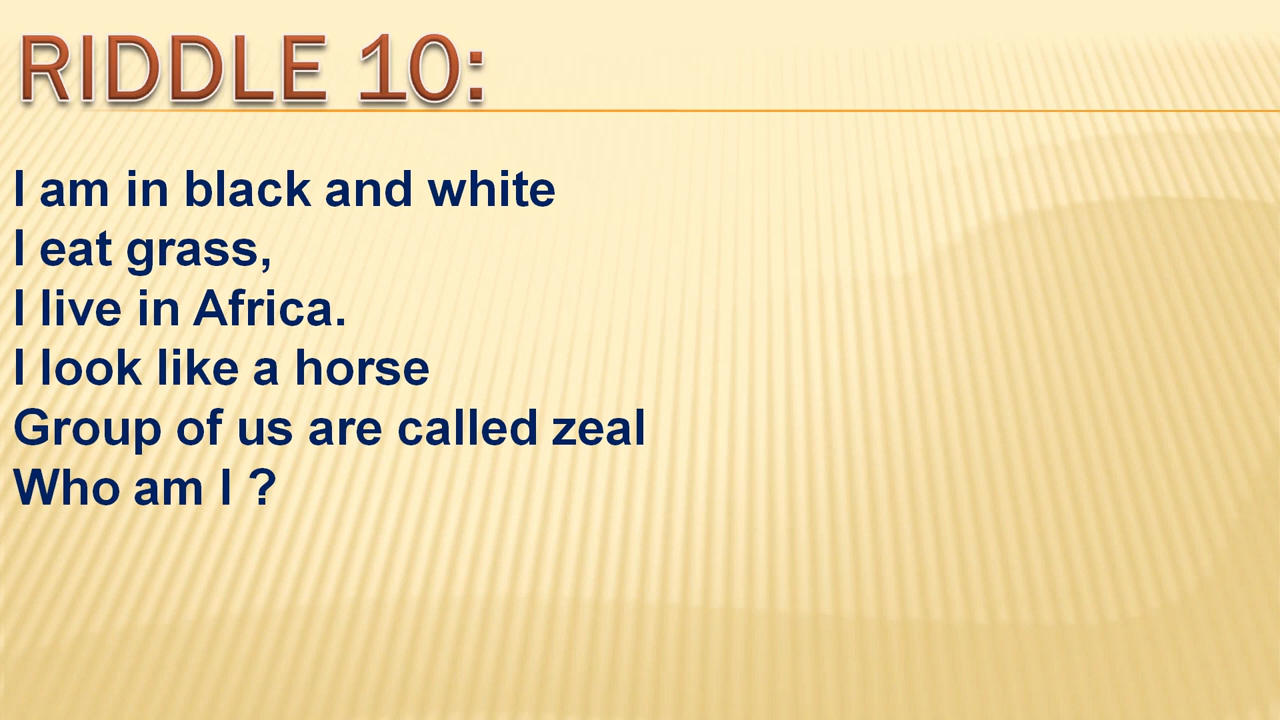 RIDDLE 10:
I am in black and white
I eat grass,
I live in Africa.
I look like a horse
Group of us are called zeal
Who am I ?